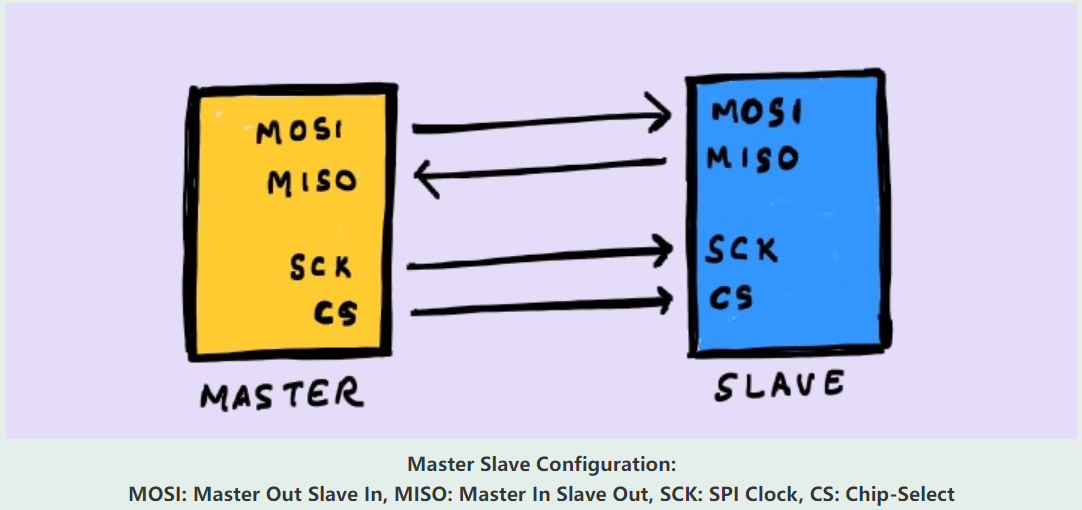 MOSI
MISO
SCK
CS
MASTER
MOSI
MISO
SCK
CS
SLAVE
Master Slave Configuration:
MOSI: Master Out Slave In, MISO: Master In Slave Out, SCK: SPI Clock, CS: Chip-Select